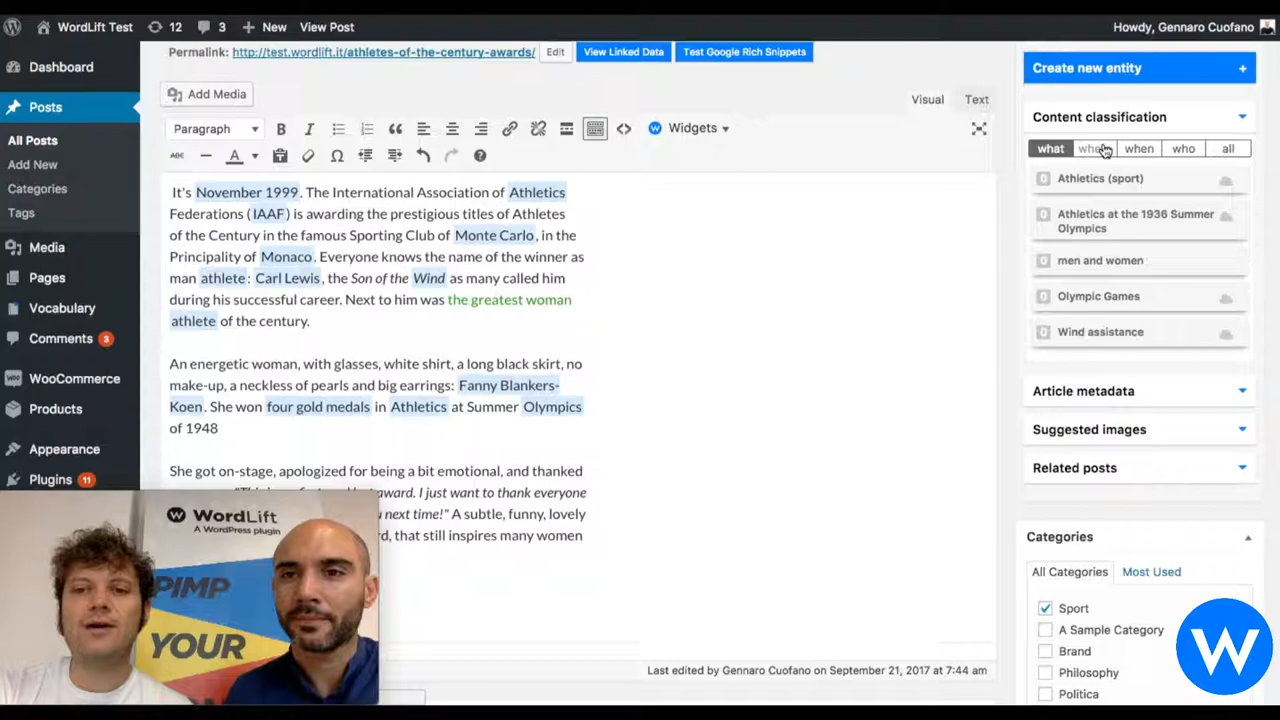 WordLift Test 12 3 New View Post Howdy, Gennaro Cuofano
Dashboard
Posts
All Posts
Add New
Categories
Tags
Media
Pages
Vocabulary
Comments 3
WooCommerce
Products
Appearance
Plugins 11
Permalink: http://test.wordlift.it/athletes-of-the-century-awards/ Edit View Linked Data Test Google Rich Snippets
Add Media
Visual Text
Paragraph B I Widgets
ABC A
It's November 1999. The International Association of Athletics
Federations (IAAF) is awarding the prestigious titles of Athletes
of the Century in the famous Sporting Club of Monte Carlo, in the
Principality of Monaco. Everyone knows the name of the winner as
man athlete: Carl Lewis, the Son of the Wind as many called him
during his successful career. Next to him was the greatest woman
athlete of the century.
An energetic woman, with glasses, white shirt, a long black skirt, no
make-up, a neckless of pearls and big earrings: Fanny Blankers-
Koen. She won four gold medals in Athletics at Summer Olympics
of 1948
She got on-stage, apologized for being a bit emotional, and thanked
award. I just want to thank everyone
next time!" A subtle, funny, lovely
that still inspires many women
Last edited by Gennaro Cuofano on September 21, 2017 at 7:44 am
Create new entity +
Content classification
what when who all
0 Athletics (sport)
0 Athletics at the 1936 Summer
Olympics
0 men and women
0 Olympic Games
0 Wind assistance
Article metadata
Suggested images
Related posts
Categories
All Categories Most Used
Sport
A Sample Category
Brand
Philosophy
Politica
WordLift
A WordPress plugin
PIMP
YOUR
W